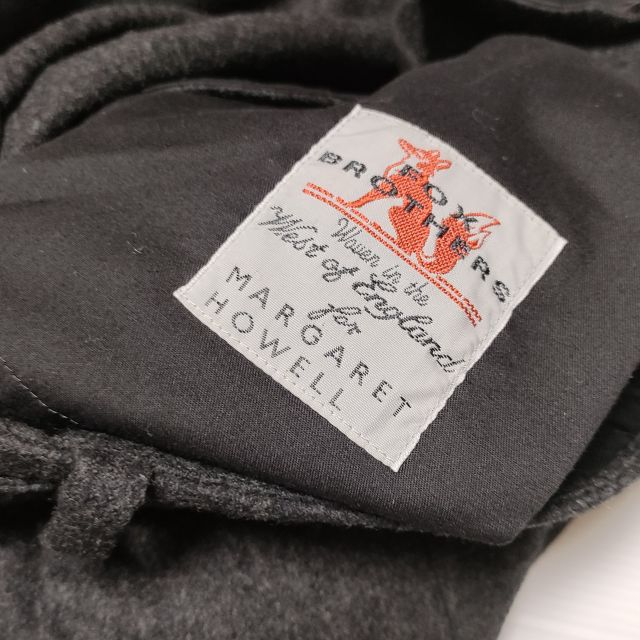 FOX
BROTHERS
Woven in the
West of England
for
MARGARET
HOWELL